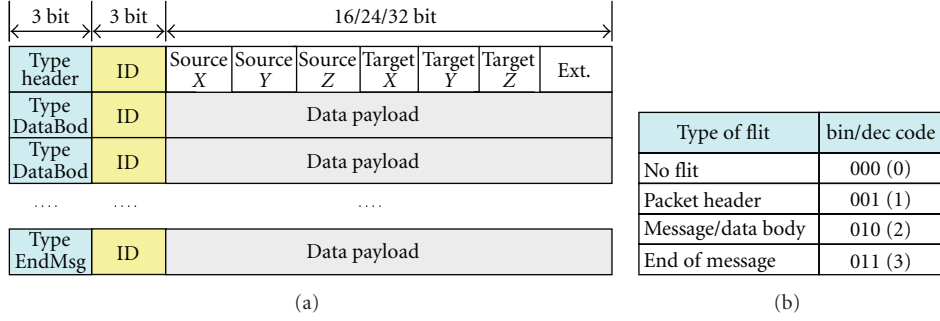 3 bit 3 bit 16/24/32 bit
Type header ID Source X Source Y Source Z Target X Target Y Target Z Ext.
Type DataBod ID Data payload
Type DataBod ID Data payload
.... .... ....
Type EndMsg ID Data payload
(a)
Type of flit bin/dec code
No flit 000 (0)
Packet header 001 (1)
Message/data body 010 (2)
End of message 011 (3)
(b)